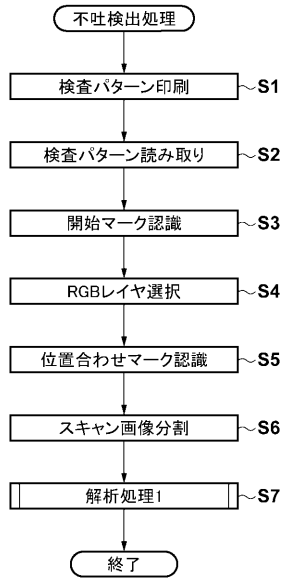 不吐検出処理
検査パターン印刷 S1
検査パターン読み取り S2
開始マーク認識 S3
RGBレイヤ選択 S4
位置合わせマーク認識 S5
スキャン画像分割 S6
解析処理1 S7
終了